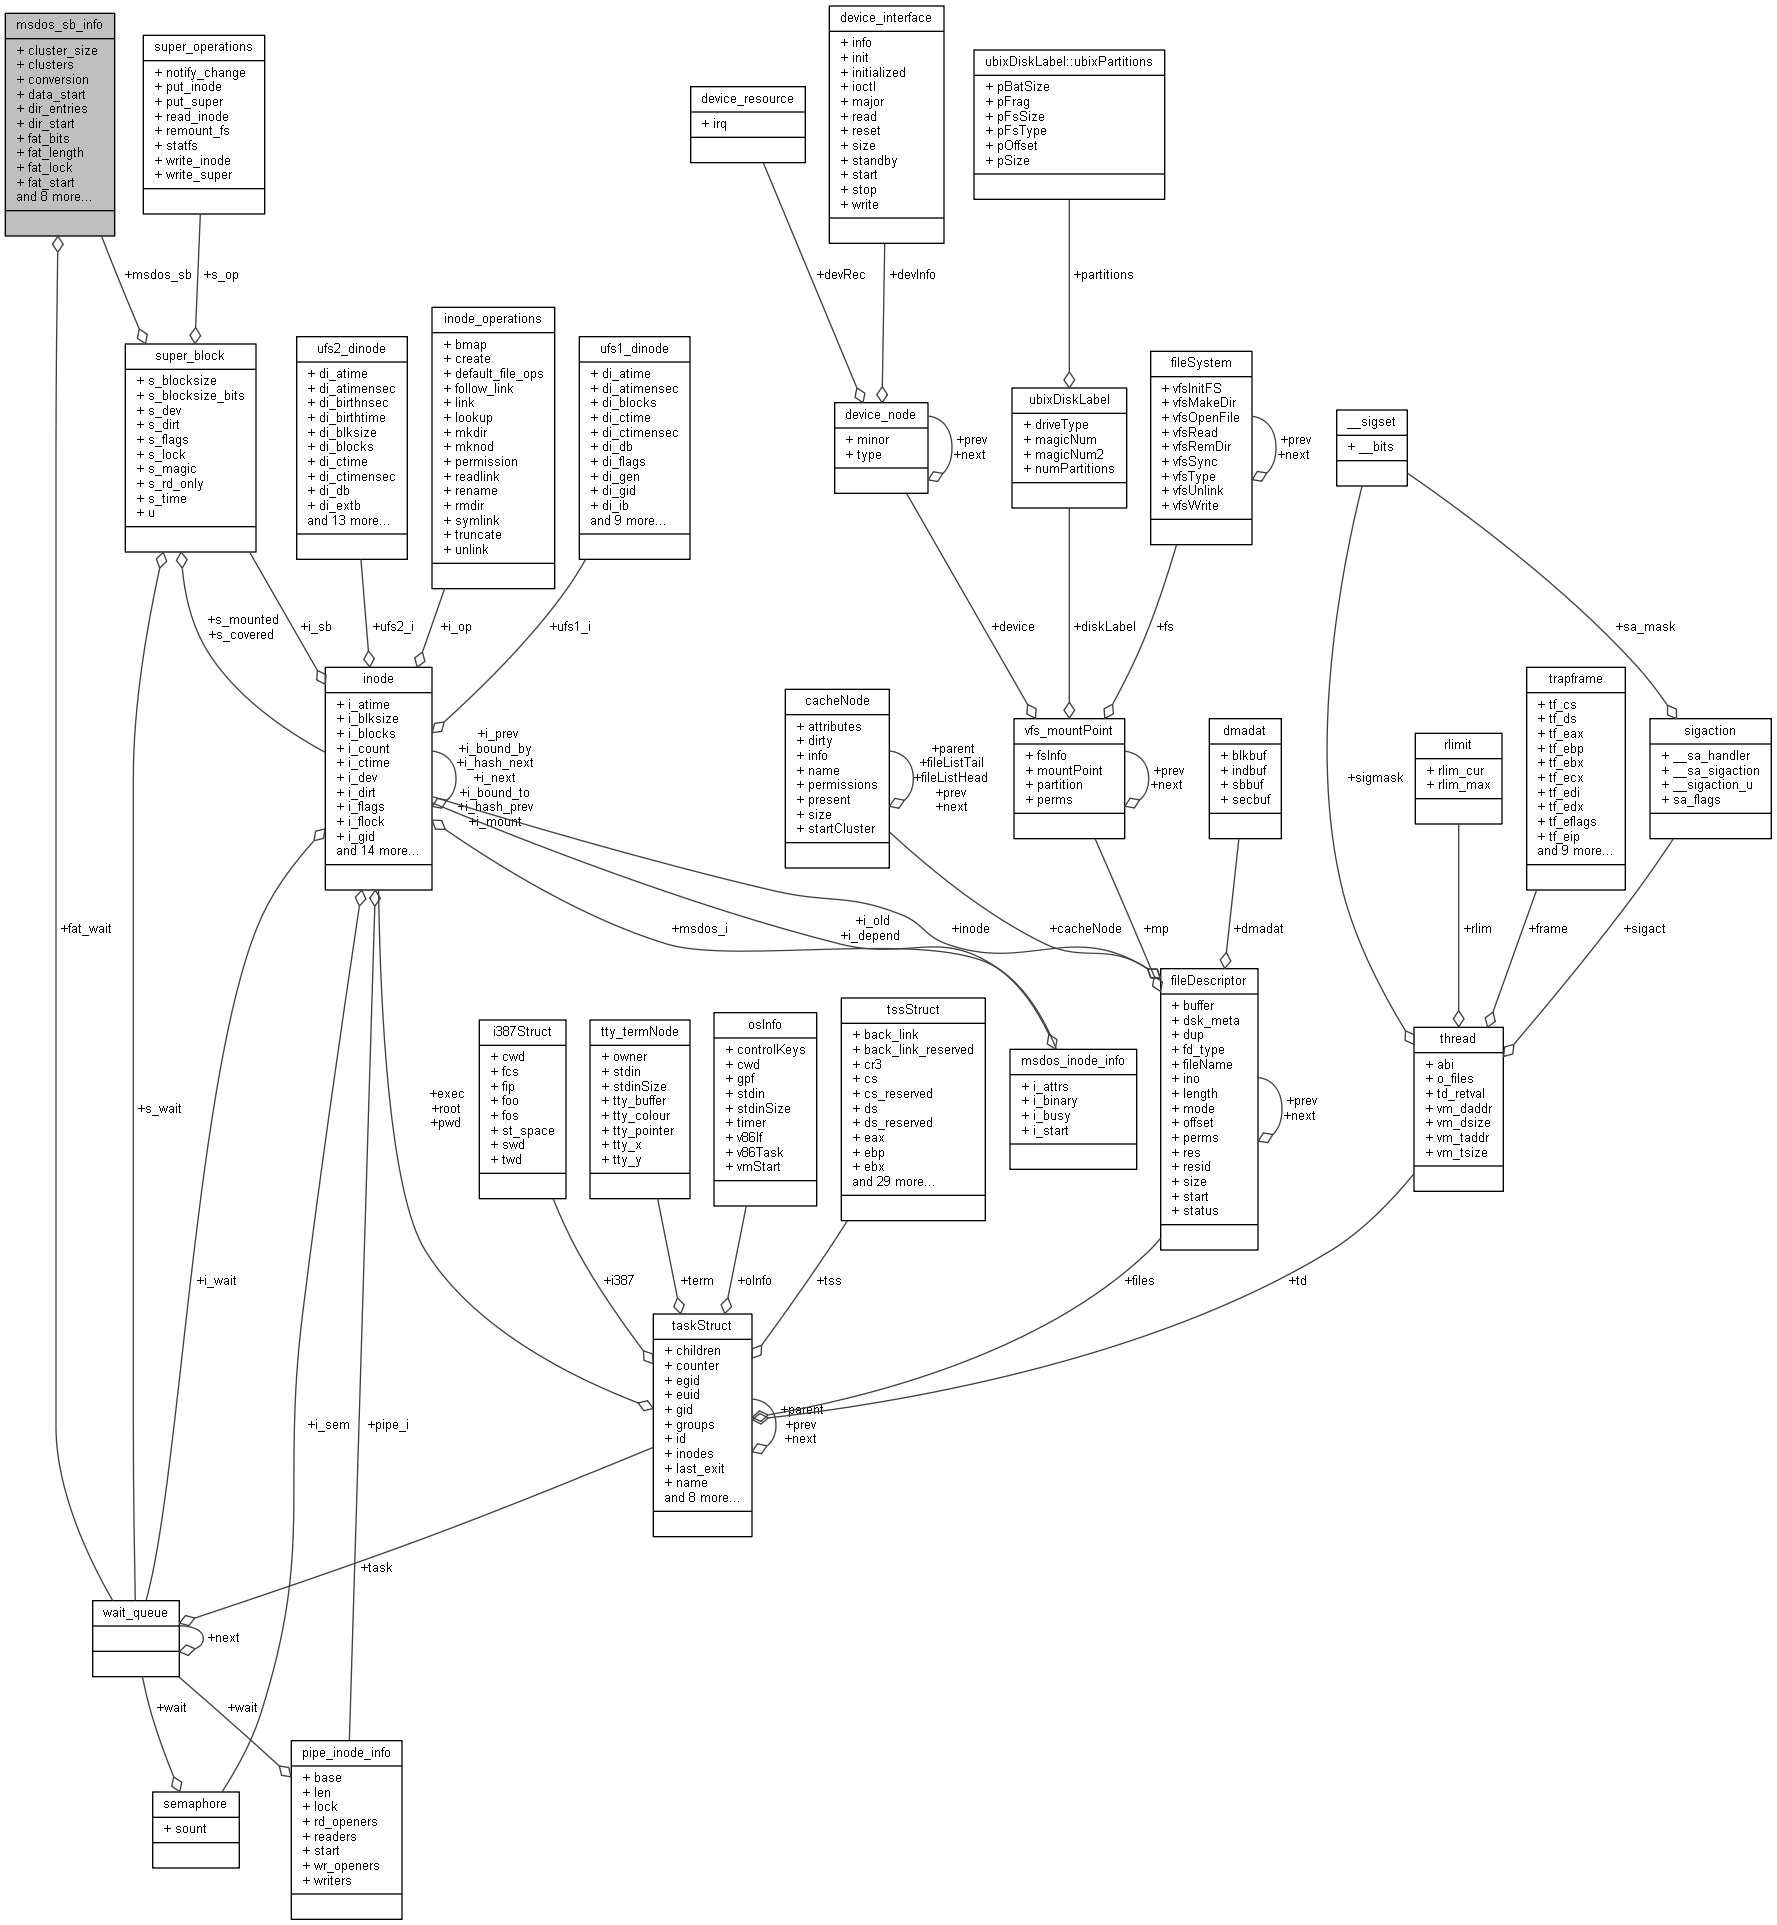 msdos_sb_info
+ cluster_size
+ clusters
+ conversion
+ data_start
+ dir_entries
+ dir_start
+ fat_bits
+ fat_length
+ fat_lock
+ fat_start
and 8 more...
super_operations
+ notify_change
+ put_inode
+ put_super
+ read_inode
+ remount_fs
+ statfs
+ write_inode
+ write_super
device_resource
+ irq
device_interface
+ info
+ init
+ initialized
+ ioctl
+ major
+ read
+ reset
+ size
+ standby
+ start
+ stop
+ write
ubixDiskLabel::ubixPartitions
+ pBatSize
+ pFrag
+ pFsSize
+ pFsType
+ pOffset
+ pSize
+msdos_sb
+s_op
+devRec
+devInfo
+partitions
super_block
+ s_blocksize
+ s_blocksize_bits
+ s_dev
+ s_dirt
+ s_flags
+ s_lock
+ s_magic
+ s_rd_only
+ s_time
+ u
ufs2_dinode
+ di_atime
+ di_atimensec
+ di_birthnsec
+ di_birthtime
+ di_blksize
+ di_blocks
+ di_ctime
+ di_ctimensec
+ di_db
+ di_extb
and 13 more...
inode_operations
+ bmap
+ create
+ default_file_ops
+ follow_link
+ link
+ lookup
+ mkdir
+ mknod
+ permission
+ readlink
+ rename
+ rmdir
+ symlink
+ truncate
+ unlink
ufs1_dinode
+ di_atime
+ di_atimensec
+ di_blocks
+ di_ctime
+ di_ctimensec
+ di_db
+ di_flags
+ di_gen
+ di_gid
+ di_ib
and 9 more...
device_node
+ minor
+ type
+prev
+next
ubixDiskLabel
+ driveType
+ magicNum
+ magicNum2
+ numPartitions
fileSystem
+ vfsInitFS
+ vfsMakeDir
+ vfsOpenFile
+ vfsRead
+ vfsRemDir
+ vfsSync
+ vfsType
+ vfsUnlink
+ vfsWrite
+prev
+next
__sigset
+ __bits
+s_mounted
+s_covered
+i_sb
+ufs2_i
+i_op
+ufs1_i
+device
+diskLabel
+fs
+sa_mask
inode
+ i_atime
+ i_blksize
+ i_blocks
+ i_count
+ i_ctime
+ i_dev
+ i_dirt
+ i_flags
+ i_flock
+ i_gid
and 14 more...
+i_prev
+i_bound_by
+i_hash_next
+i_next
+i_bound_to
+i_hash_prev
+i_mount
cacheNode
+ attributes
+ dirty
+ info
+ name
+ permissions
+ present
+ size
+ startCluster
+parent
+fileListTail
+fileListHead
+prev
+next
vfs_mountPoint
+ fsInfo
+ mountPoint
+ partition
+ perms
+prev
+next
dmadat
+ blkbuf
+ indbuf
+ sbbuf
+ secbuf
+sigmask
rlimit
+ rlim_cur
+ rlim_max
trapframe
+ tf_cs
+ tf_ds
+ tf_eax
+ tf_ebp
+ tf_ebx
+ tf_ecx
+ tf_edi
+ tf_edx
+ tf_eflags
+ tf_eip
and 9 more...
sigaction
+ __sa_handler
+ __sa_sigaction
+ __sigaction_u
+ sa_flags
+fat_wait
+msdos_i
+i_old
+i_depend
+inode
+cacheNode
+mp
+dmadat
+rlim
+frame
+sigact
+s_wait
+exec
+root
+pwd
i387Struct
+ cwd
+ fcs
+ fip
+ foo
+ fos
+ st_space
+ swd
+ twd
tty_termNode
+ owner
+ stdin
+ stdinSize
+ tty_buffer
+ tty_colour
+ tty_pointer
+ tty_x
+ tty_y
osInfo
+ controlKeys
+ cwd
+ gpf
+ stdin
+ stdinSize
+ timer
+ v86If
+ v86Task
+ vmStart
tssStruct
+ back_link
+ back_link_reserved
+ cr3
+ cs
+ cs_reserved
+ ds
+ ds_reserved
+ eax
+ ebp
+ ebx
and 29 more...
msdos_inode_info
+ i_attrs
+ i_binary
+ i_busy
+ i_start
fileDescriptor
+ buffer
+ dsk_meta
+ dup
+ fd_type
+ fileName
+ ino
+ length
+ mode
+ offset
+ perms
+ res
+ resid
+ size
+ start
+ status
+prev
+next
thread
+ abi
+ o_files
+ td_retval
+ vm_daddr
+ vm_dsize
+ vm_taddr
+ vm_tsize
+i_wait
+i387
+term
+oInfo
+tss
+files
+td
+i_sem
+pipe_i
taskStruct
+ children
+ counter
+ egid
+ euid
+ gid
+ groups
+ id
+ inodes
+ last_exit
+ name
and 8 more...
+parent
+prev
+next
+task
wait_queue
+next
+wait
+wait
semaphore
+ sount
pipe_inode_info
+ base
+ len
+ lock
+ rd_openers
+ readers
+ start
+ wr_openers
+ writers